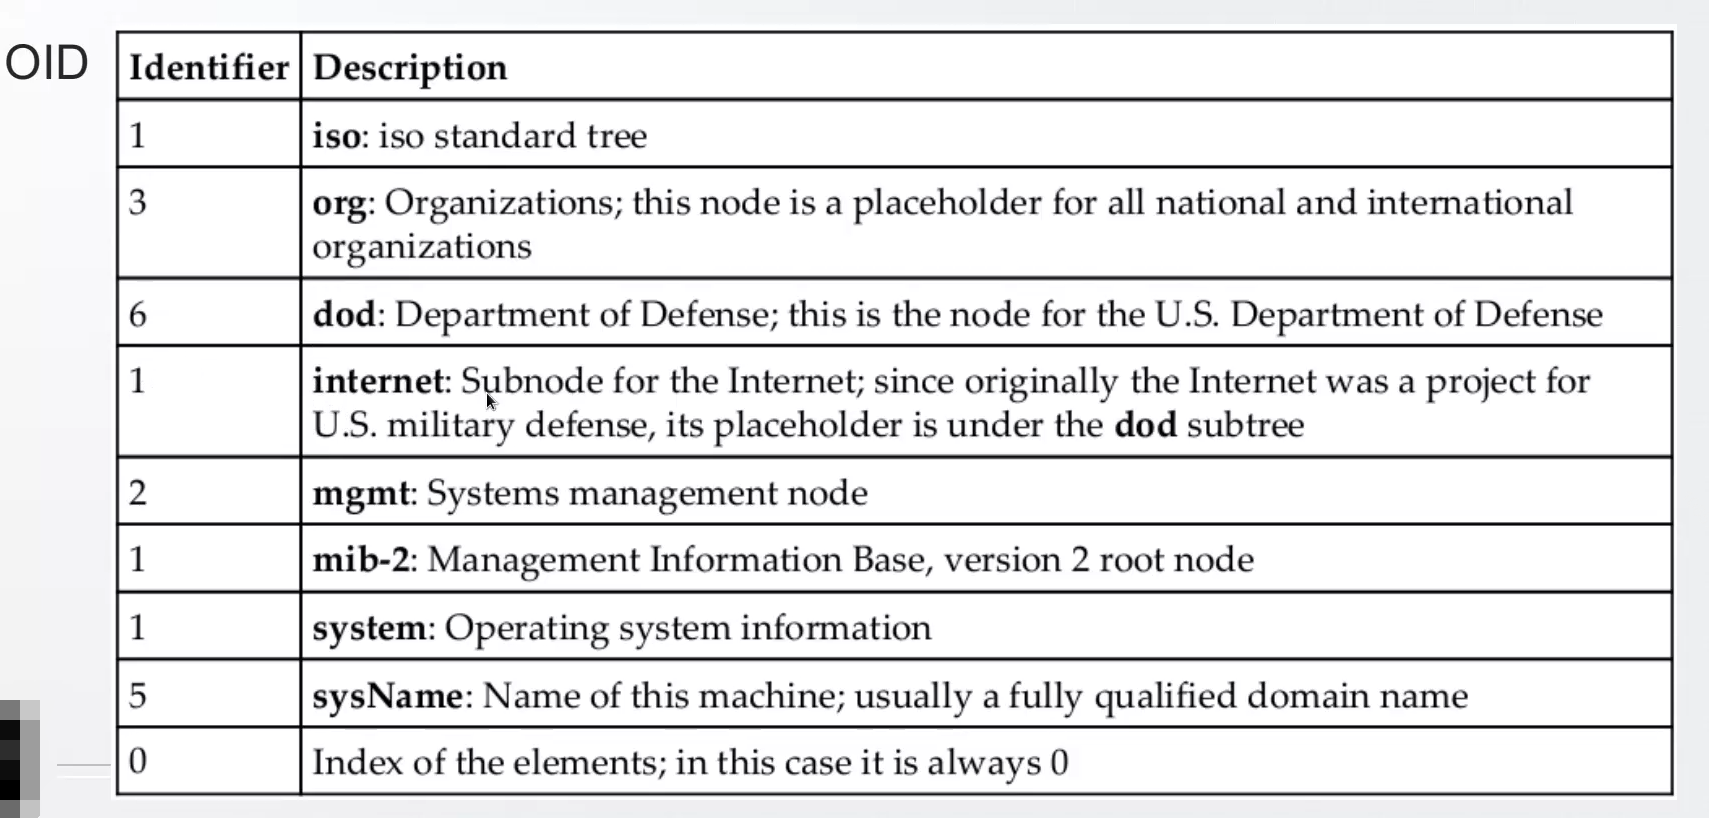 OID
Identifier Description
1 iso: iso standard tree
3 org: Organizations; this node is a placeholder for all national and international
organizations
6 dod: Department of Defense; this is the node for the U.S. Department of Defense
1 internet: Subnode for the Internet; since originally the Internet was a project for
U.S. military defense, its placeholder is under the dod subtree
2 mgmt: Systems management node
1 mib-2: Management Information Base, version 2 root node
1 system: Operating system information
5 sysName: Name of this machine; usually a fully qualified domain name
0 Index of the elements; in this case it is always 0